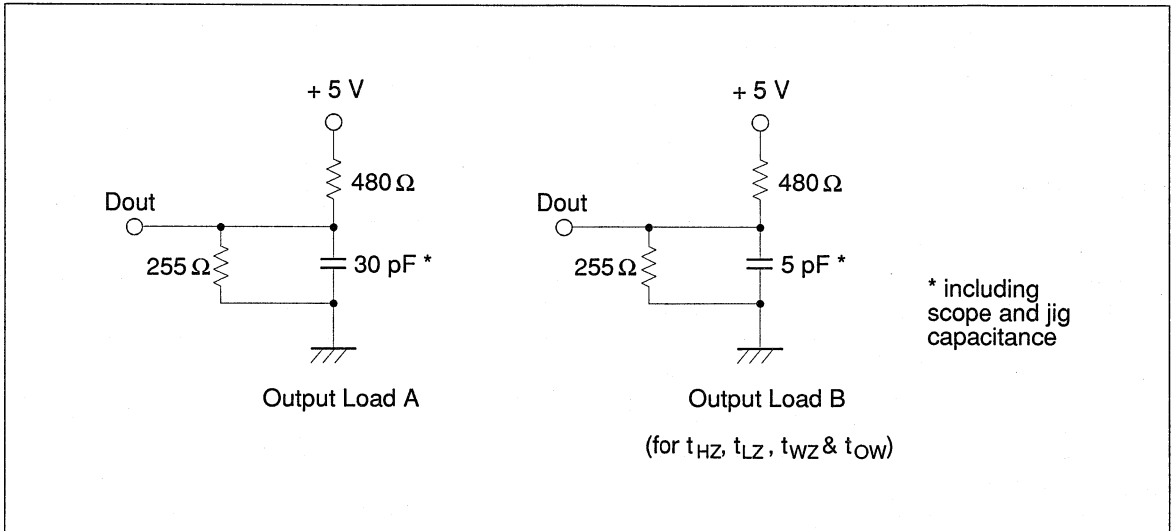 + 5 V
480 Ω
Dout
255 Ω
30 pF *
Output Load A
+ 5 V
480 Ω
Dout
255 Ω
5 pF *
Output Load B
(for tHZ, tLZ , tWZ & tOW)
* including
scope and jig
capacitance